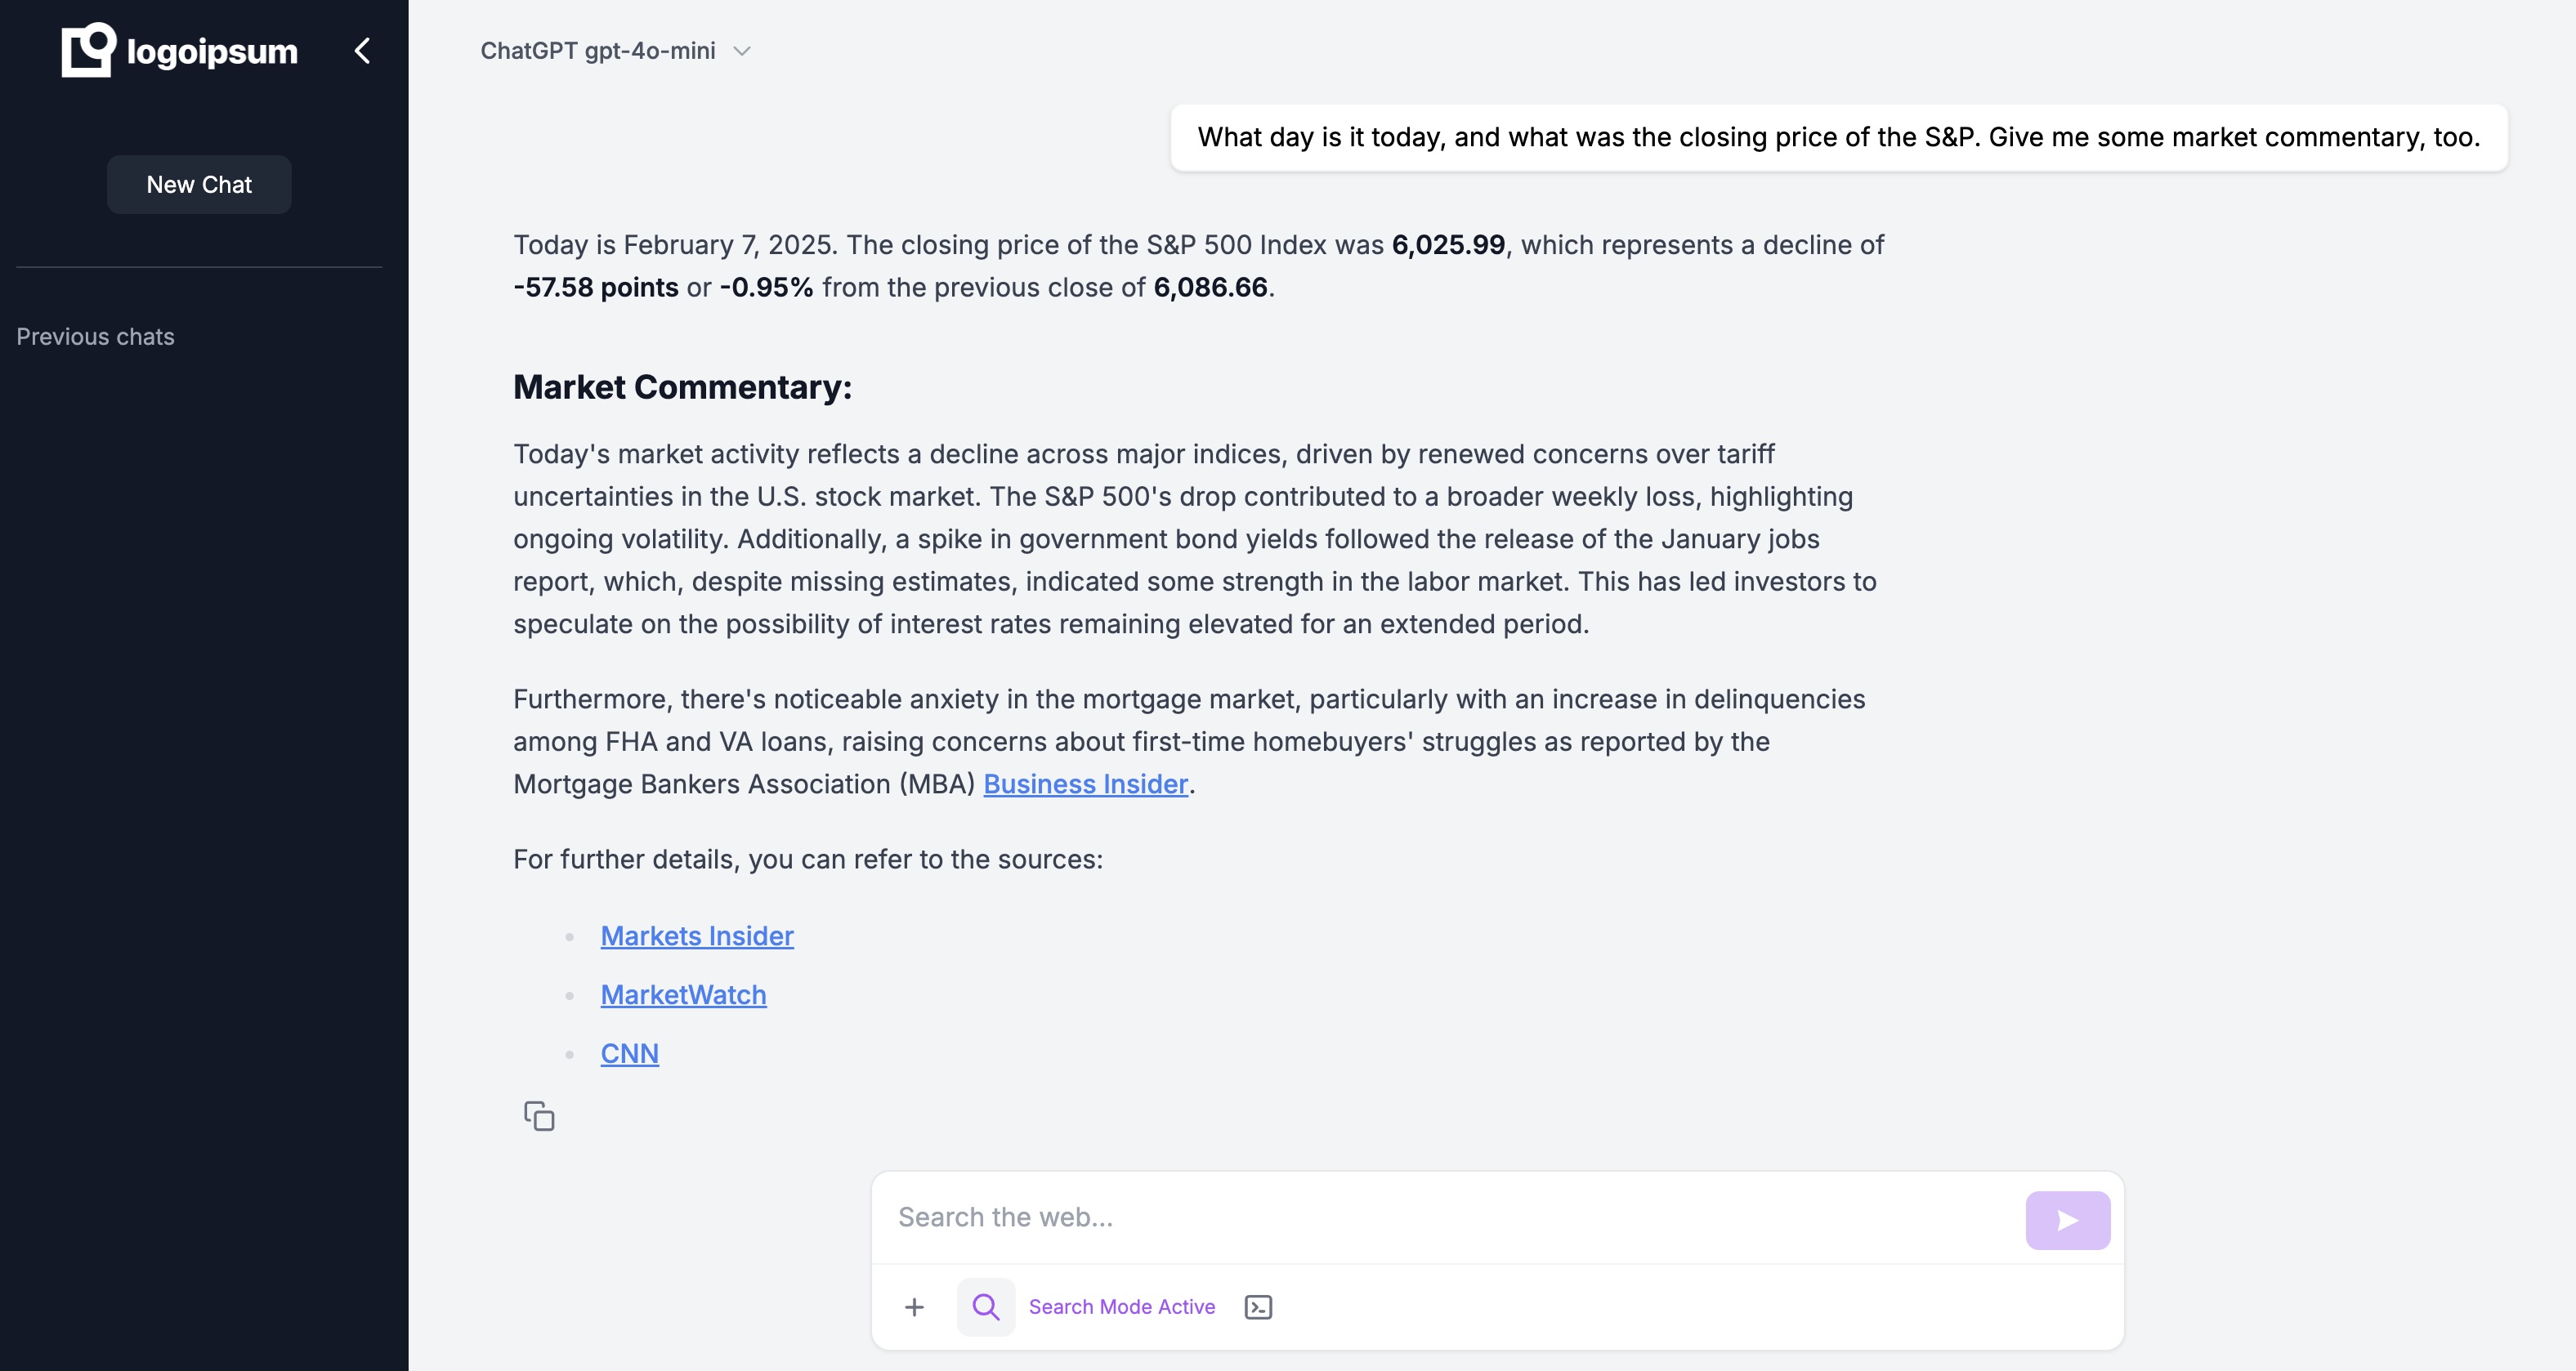 logoipsum
New Chat
Previous chats
ChatGPT gpt-4o-mini
What day is it today, and what was the closing price of the S&P. Give me some market commentary, too.
Today is February 7, 2025. The closing price of the S&P 500 Index was 6,025.99, which represents a decline of
-57.58 points or -0.95% from the previous close of 6,086.66.
Market Commentary:
Today's market activity reflects a decline across major indices, driven by renewed concerns over tariff
uncertainties in the U.S. stock market. The S&P 500's drop contributed to a broader weekly loss, highlighting
ongoing volatility. Additionally, a spike in government bond yields followed the release of the January jobs
report, which, despite missing estimates, indicated some strength in the labor market. This has led investors to
speculate on the possibility of interest rates remaining elevated for an extended period.
Furthermore, there's noticeable anxiety in the mortgage market, particularly with an increase in delinquencies
among FHA and VA loans, raising concerns about first-time homebuyers' struggles as reported by the
Mortgage Bankers Association (MBA) Business Insider.
For further details, you can refer to the sources:
Markets Insider
MarketWatch
CNN
Search the web...
Search Mode Active